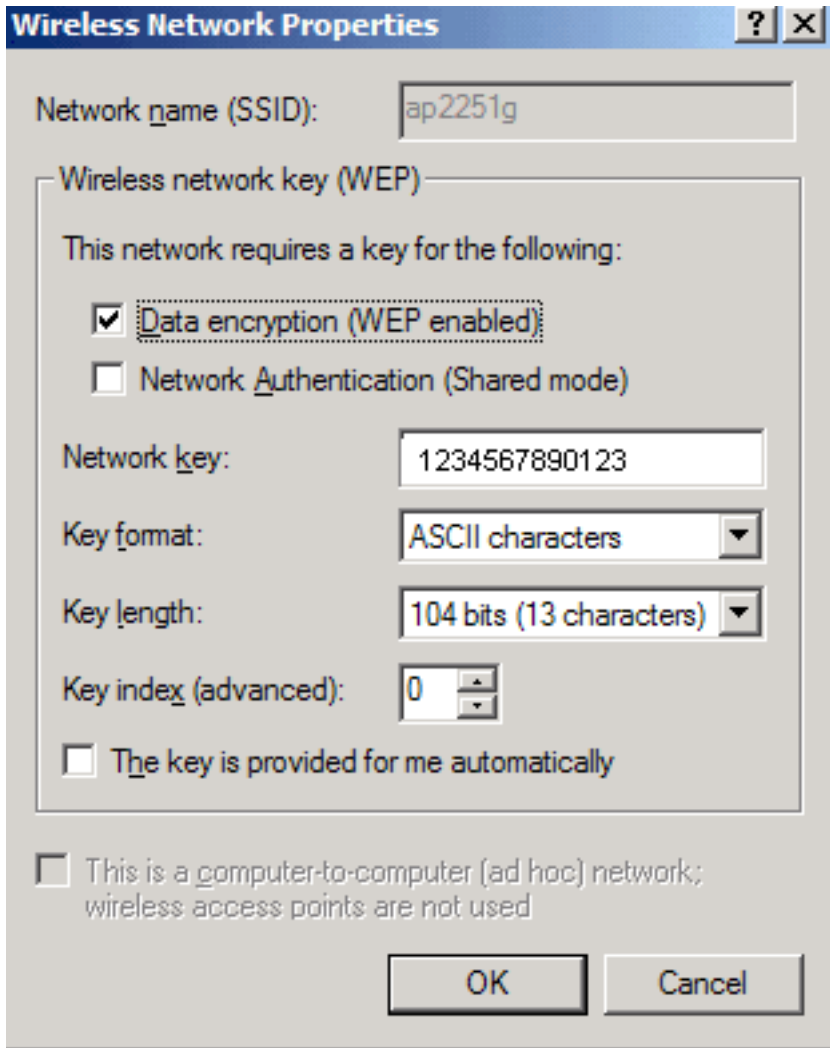 Wireless Network Properties
Network name (SSID): ap2251g
Wireless network key (WEP)
This network requires a key for the following:
Data encryption (WEP enabled)
Network Authentication (Shared mode)
Network key: 1234567890123
Key format: ASCII characters
Key length: 104 bits (13 characters)
Key index (advanced): 0
The key is provided for me automatically
This is a computer-to-computer (ad hoc) network;
wireless access points are not used
OK Cancel